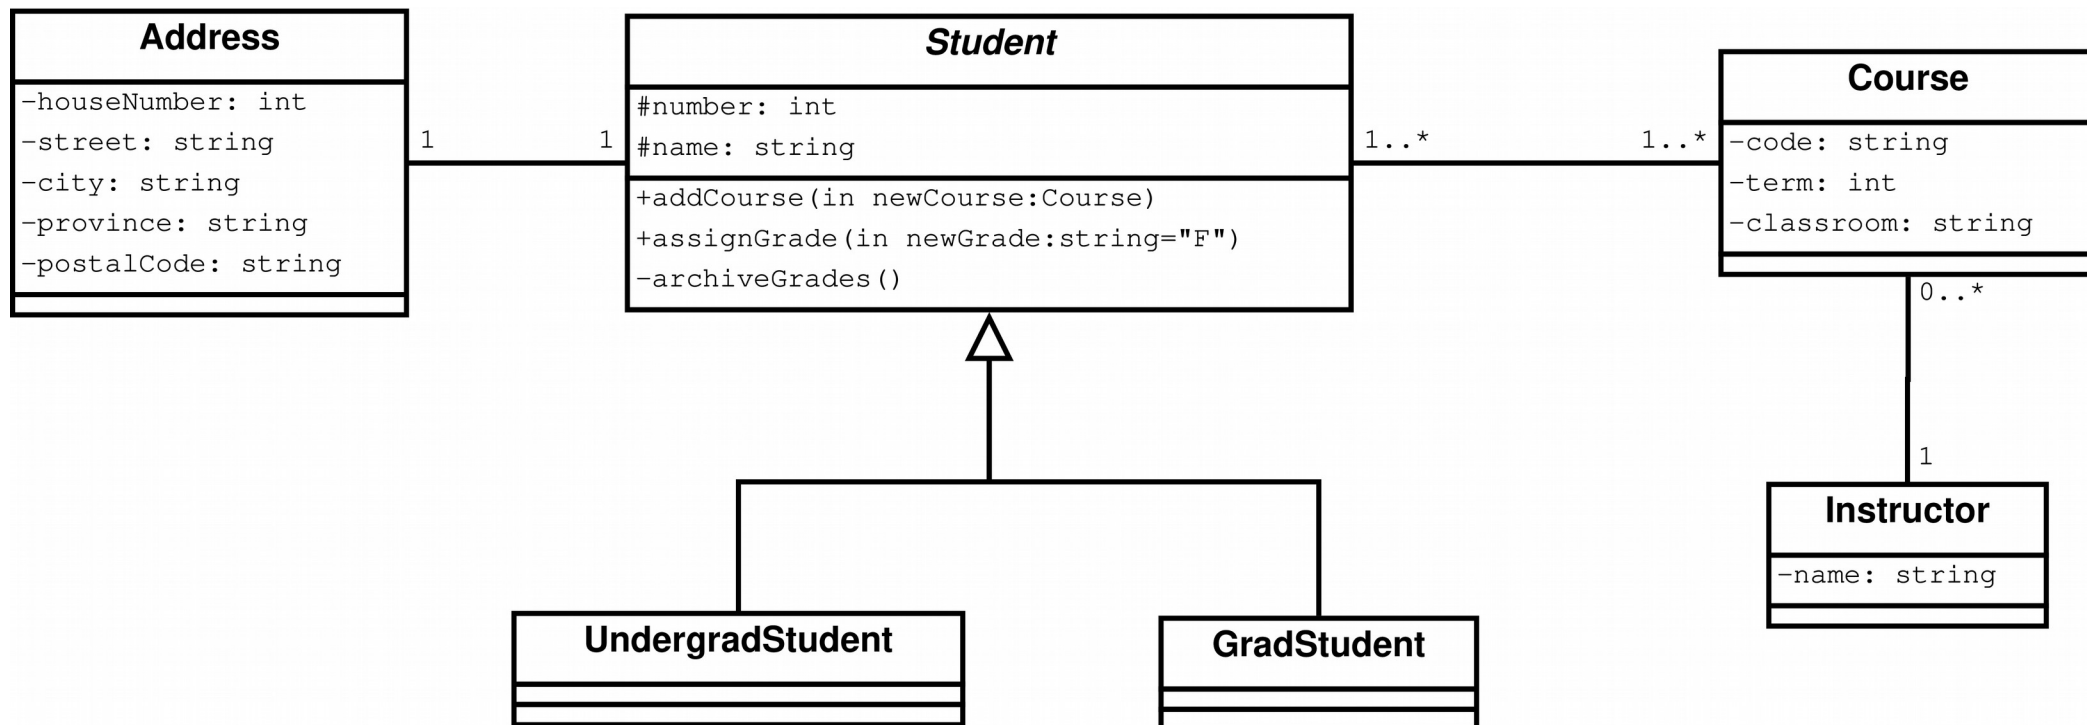 Address
-houseNumber: int
-street: string
-city: string
-province: string
-postalCode: string
1
1
Student
#number: int
#name: string
+addCourse(in newCourse:Course)
+assignGrade(in newGrade:string="F")
-archiveGrades()
1..*
1..*
Course
-code: string
-term: int
-classroom: string
0..*
1
Instructor
-name: string
UndergradStudent
GradStudent